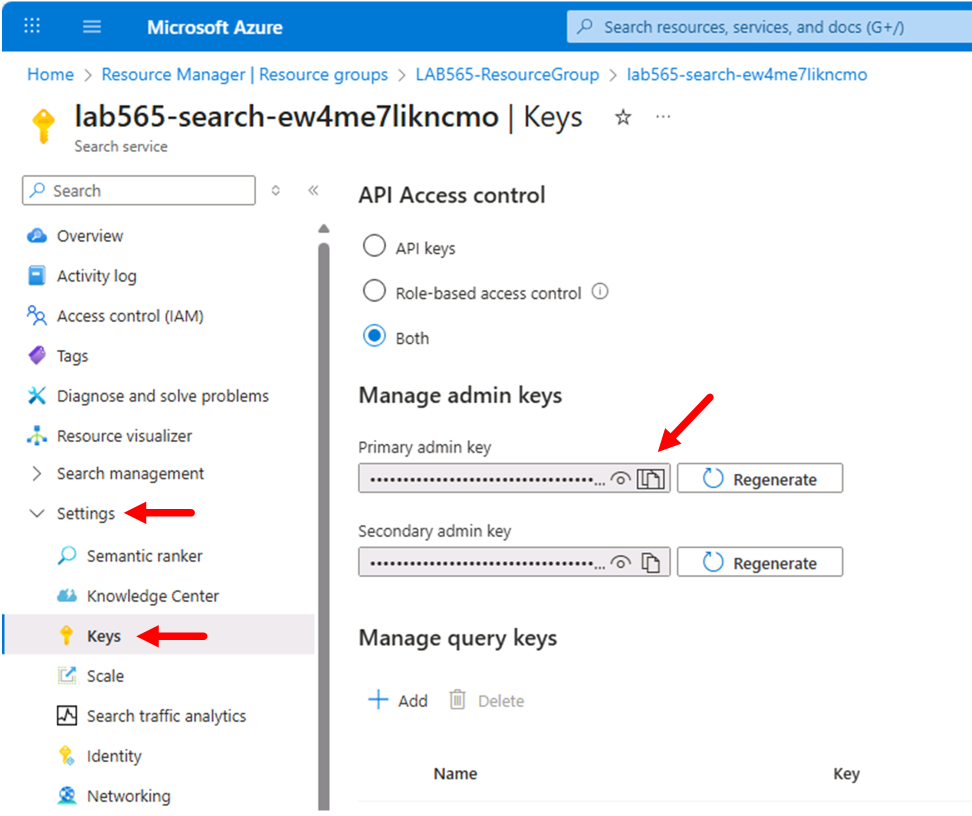 Microsoft Azure
Search resources, services, and docs (G+/)
Home > Resource Manager | Resource groups > LAB565-ResourceGroup > lab565-search-ew4me7likncmo
lab565-search-ew4me7likncmo | Keys
Search service
Search
Overview
Activity log
Access control (IAM)
Tags
Diagnose and solve problems
Resource visualizer
Search management
Settings
Semantic ranker
Knowledge Center
Keys
Scale
Search traffic analytics
Identity
Networking
API Access control
API keys
Role-based access control
Both
Manage admin keys
Primary admin key
Regenerate
Secondary admin key
Regenerate
Manage query keys
Add Delete
Name Key